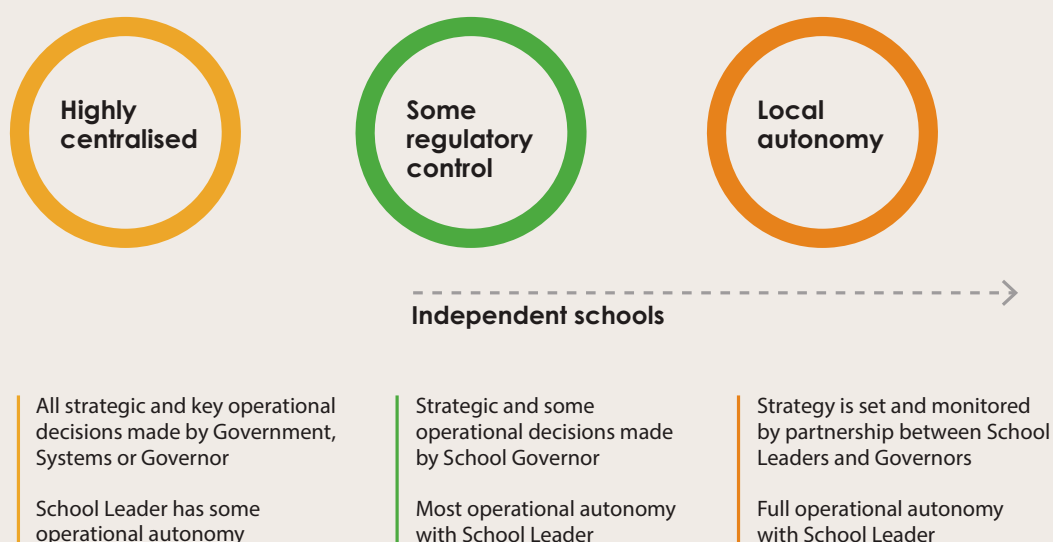 Highly
centralised
Some
regulatory
control
Local
autonomy
Independent schools
All strategic and key operational
decisions made by Government,
Systems or Governor
School Leader has some
operational autonomy
Strategic and some
operational decisions made
by School Governor
Most operational autonomy
with School Leader
Strategy is set and monitored
by partnership between School
Leaders and Governors
Full operational autonomy
with School Leader